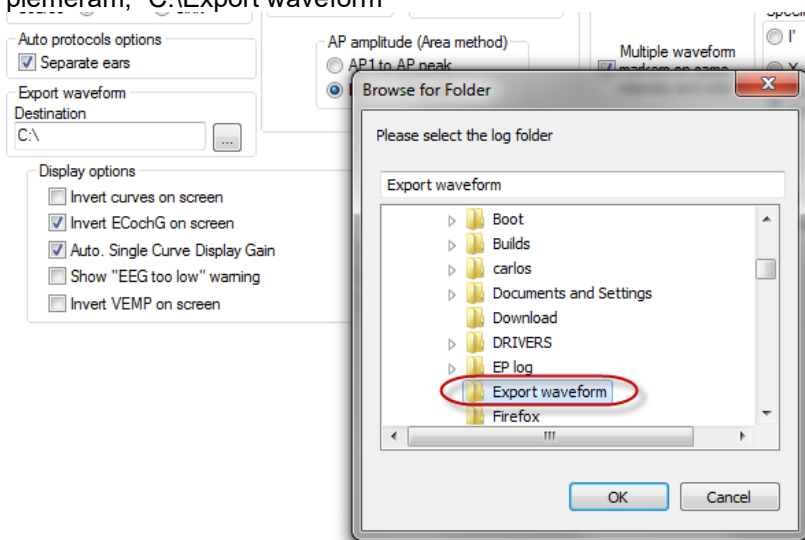 "C:\Export waveform"
Auto protocols options
Separate ears
Export waveform
Destination
C:\
...
AP amplitude (Area method)
AP1 to AP peak
Multiple waveform
Display options
Invert curves on screen
Invert ECochG on screen
Auto. Single Curve Display Gain
Show "EEG too low" warning
Invert VEMP on screen
Browse for Folder
Please select the log folder
Export waveform
Boot
Builds
carlos
Documents and Settings
Download
DRIVERS
EP log
Export waveform
Firefox
OK
Cancel